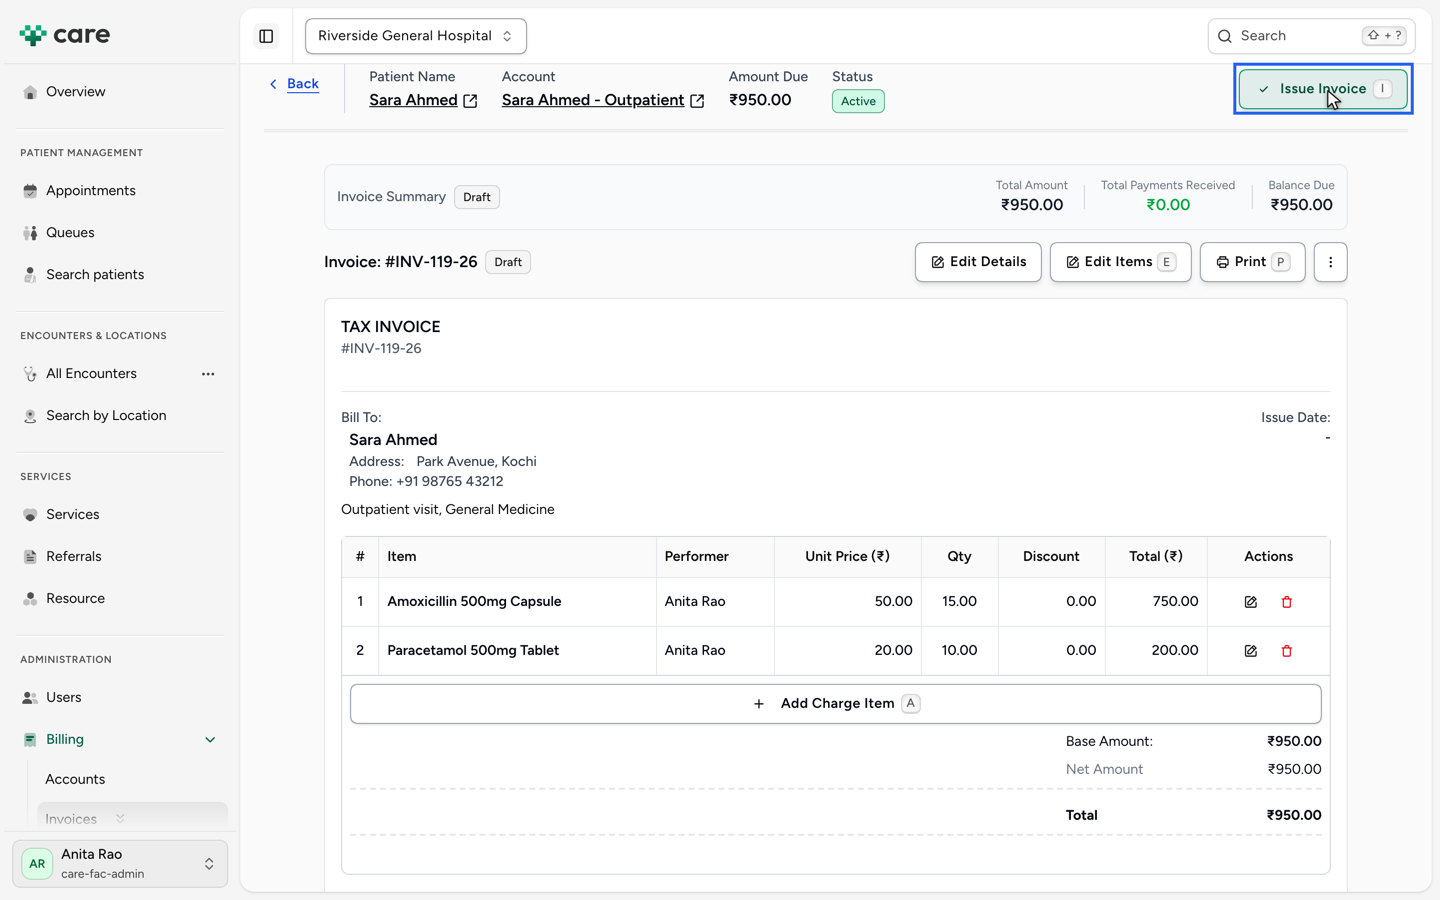 care
Riverside General Hospital
Search
⇧ + ?
Overview
PATIENT MANAGEMENT
Appointments
Queues
Search patients
ENCOUNTERS & LOCATIONS
All Encounters
Search by Location
SERVICES
Services
Referrals
Resource
ADMINISTRATION
Users
Billing
Accounts
Invoices
AR
Anita Rao
care-fac-admin
Back
Patient Name
Sara Ahmed
Account
Sara Ahmed - Outpatient
Amount Due
₹950.00
Status
Active
Issue Invoice I
Invoice Summary Draft
Total Amount
₹950.00
Total Payments Received
₹0.00
Balance Due
₹950.00
Invoice: #INV-119-26 Draft
Edit Details
Edit Items E
Print P
TAX INVOICE
#INV-119-26
Bill To:
Sara Ahmed
Address: Park Avenue, Kochi
Phone: +91 98765 43212
Issue Date:
-
Outpatient visit, General Medicine
# Item Performer Unit Price (₹) Qty Discount Total (₹) Actions
1 Amoxicillin 500mg Capsule Anita Rao 50.00 15.00 0.00 750.00
2 Paracetamol 500mg Tablet Anita Rao 20.00 10.00 0.00 200.00
+ Add Charge Item A
Base Amount: ₹950.00
Net Amount ₹950.00
Total ₹950.00